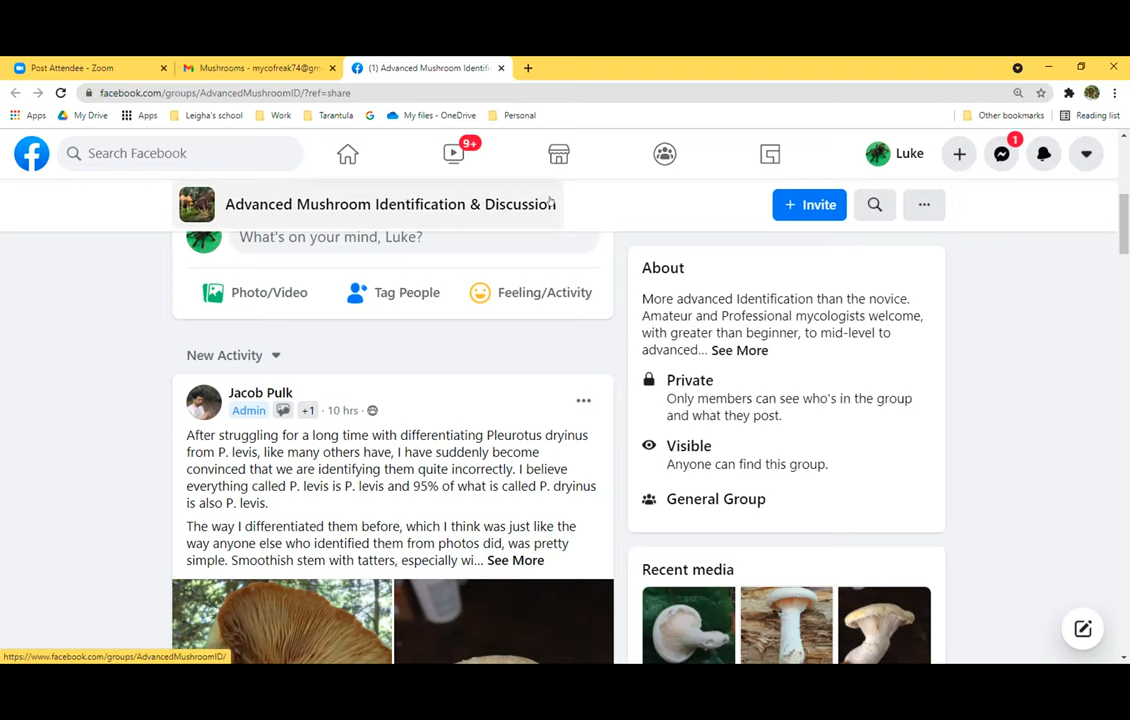 Post Attendee - Zoom
Mushrooms - mycofreak74@gm
(1) Advanced Mushroom Identifi
facebook.com/groups/AdvancedMushroomID/?ref=share
Apps
My Drive
Apps
Leigha's school
Work
Tarantula
My files - OneDrive
Personal
Other bookmarks
Reading list
Search Facebook
9+
Luke
1
Advanced Mushroom Identification & Discussion
+ Invite
What's on your mind, Luke?
Photo/Video
Tag People
Feeling/Activity
New Activity
Jacob Pulk
Admin +1 · 10 hrs ·
After struggling for a long time with differentiating Pleurotus dryinus
from P. levis, like many others have, I have suddenly become
convinced that we are identifying them quite incorrectly. I believe
everything called P. levis is P. levis and 95% of what is called P. dryinus
is also P. levis.
The way I differentiated them before, which I think was just like the
way anyone else who identified them from photos did, was pretty
simple. Smoothish stem with tatters, especially wi... See More
About
More advanced Identification than the novice.
Amateur and Professional mycologists welcome,
with greater than beginner, to mid-level to
advanced... See More
Private
Only members can see who's in the group
and what they post.
Visible
Anyone can find this group.
General Group
Recent media
https://www.facebook.com/groups/AdvancedMushroomID/